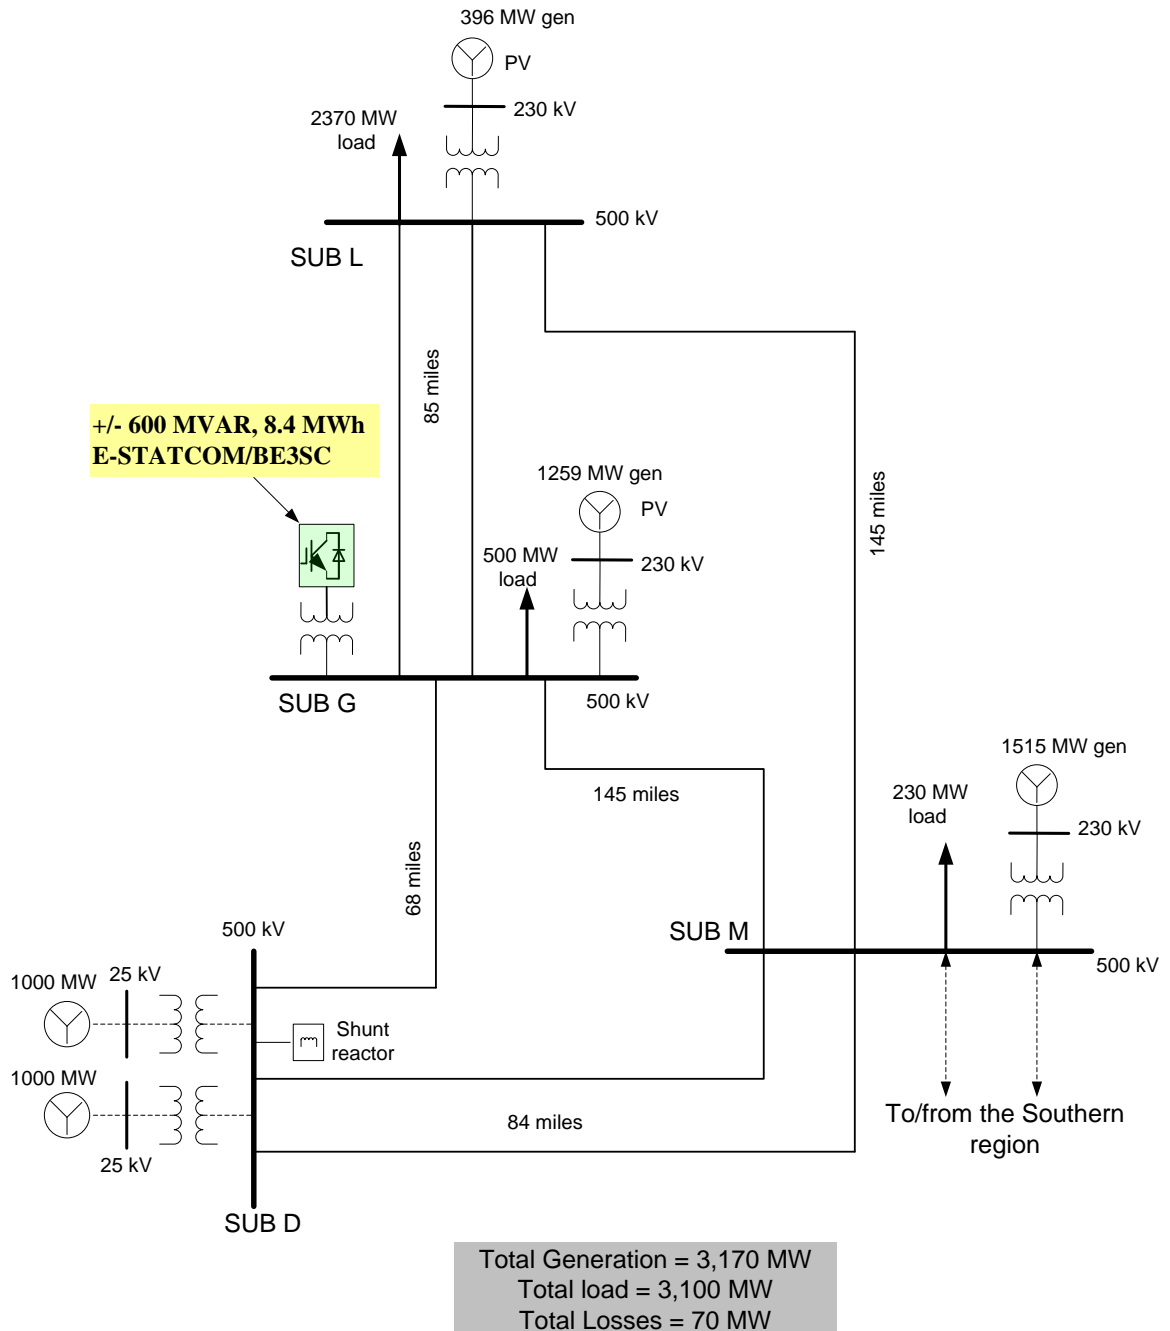 396 MW gen
PV
230 kV
2370 MW
load
500 kV
SUB L
85 miles
+/- 600 MVAR, 8.4 MWh
E-STATCOM/BE3SC
1259 MW gen
PV
145 miles
500 MW
load
230 kV
SUB G
500 kV
1515 MW gen
145 miles
230 MW
load
230 kV
68 miles
500 kV
SUB M
500 kV
1000 MW
25 kV
Shunt
reactor
1000 MW
84 miles
To/from the Southern
region
25 kV
SUB D
Total Generation = 3,170 MW
Total load = 3,100 MW
Total Losses = 70 MW